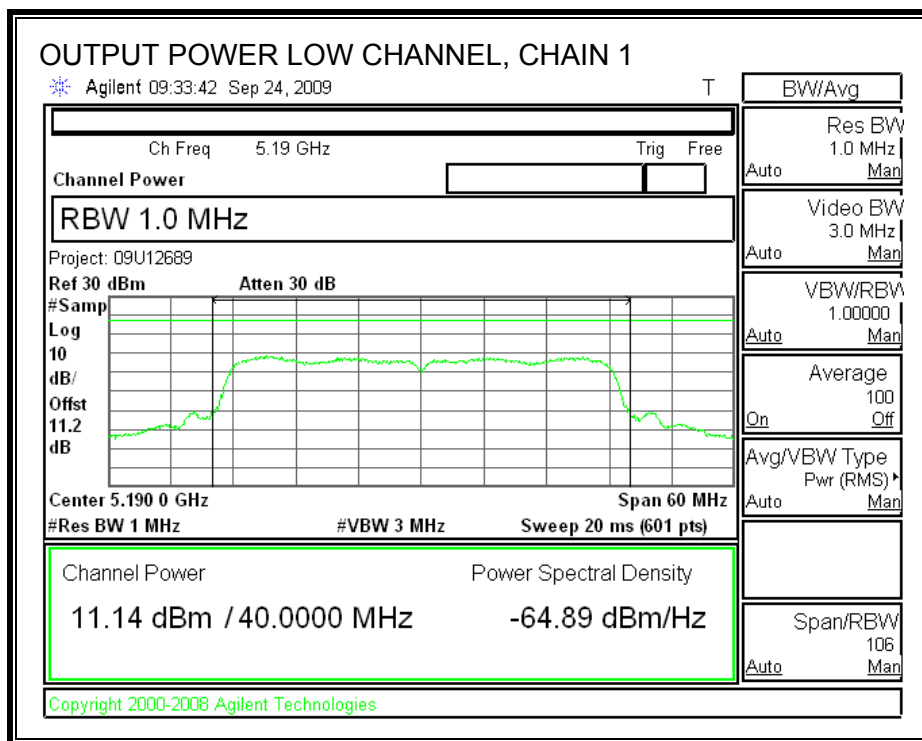 OUTPUT POWER LOW CHANNEL, CHAIN 1
Agilent 09:33:42 Sep 24, 2009 T
Ch Freq 5.19 GHz Trig Free
Channel Power
RBW 1.0 MHz
Project: 09U12689
Ref 30 dBm Atten 30 dB
#Samp
Log
10
dB/
Offst
11.2
dB
Center 5.190 0 GHz Span 60 MHz
#Res BW 1 MHz #VBW 3 MHz Sweep 20 ms (601 pts)
Channel Power Power Spectral Density
11.14 dBm / 40.0000 MHz -64.89 dBm/Hz
Copyright 2000-2008 Agilent Technologies
BW/Avg
Res BW
1.0 MHz
Auto Man
Video BW
3.0 MHz
Auto Man
VBW/RBW
1.00000
Auto Man
Average
100
On Off
Avg/VBW Type
Pwr (RMS)
Auto Man
Span/RBW
106
Auto Man